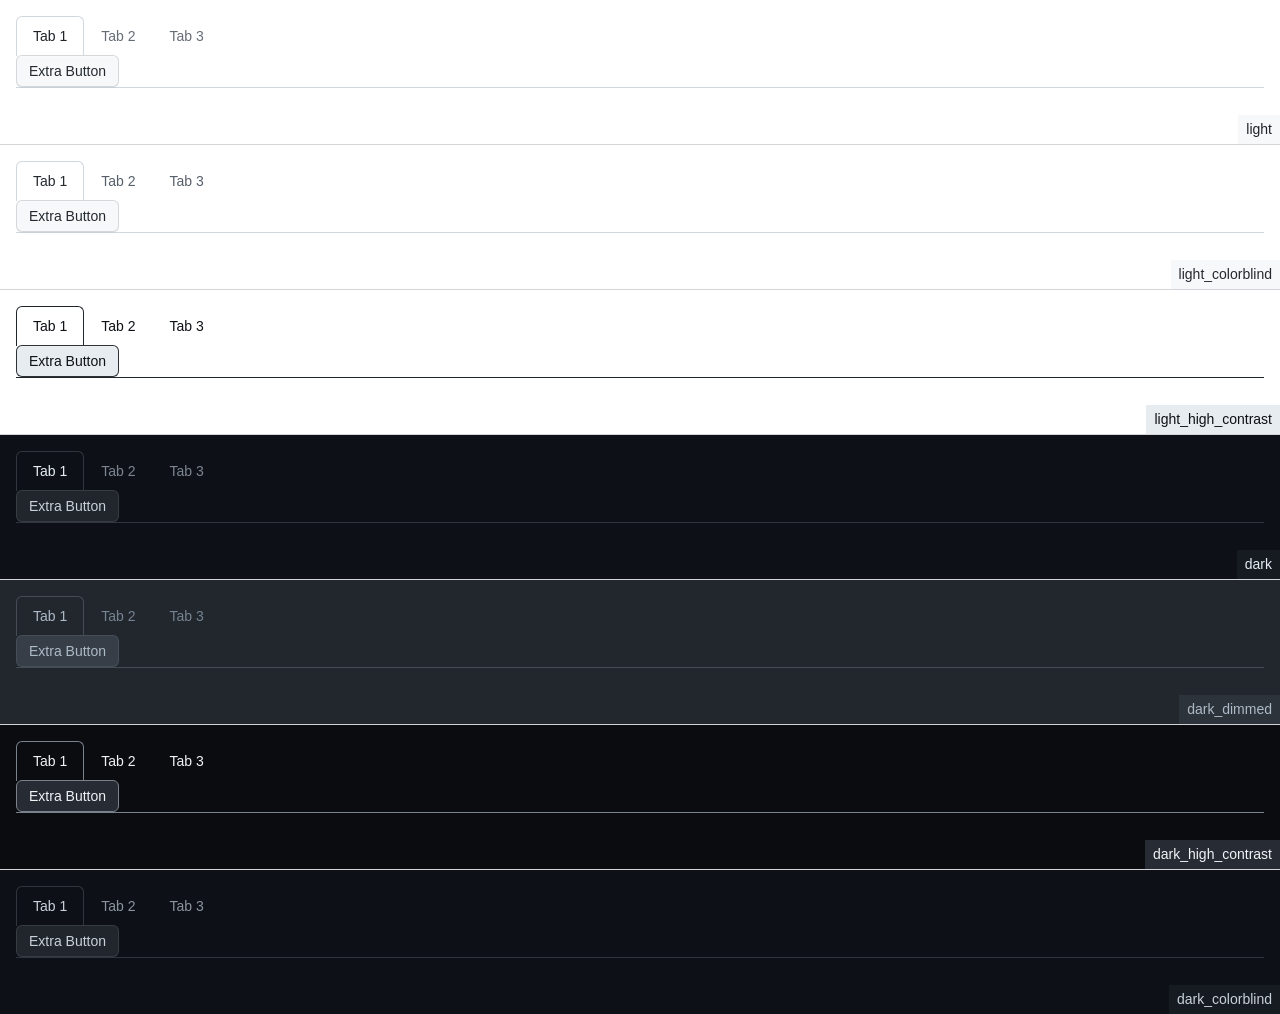 Tab 1 Tab 2 Tab 3
Extra Button
light
Tab 1 Tab 2 Tab 3
Extra Button
light_colorblind
Tab 1 Tab 2 Tab 3
Extra Button
light_high_contrast
Tab 1 Tab 2 Tab 3
Extra Button
dark
Tab 1 Tab 2 Tab 3
Extra Button
dark_dimmed
Tab 1 Tab 2 Tab 3
Extra Button
dark_high_contrast
Tab 1 Tab 2 Tab 3
Extra Button
dark_colorblind